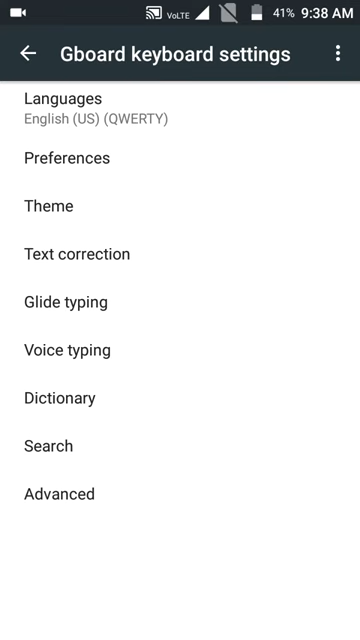 VoLTE 41% 9:38 AM
Gboard keyboard settings
Languages
English (US) (QWERTY)
Preferences
Theme
Text correction
Glide typing
Voice typing
Dictionary
Search
Advanced